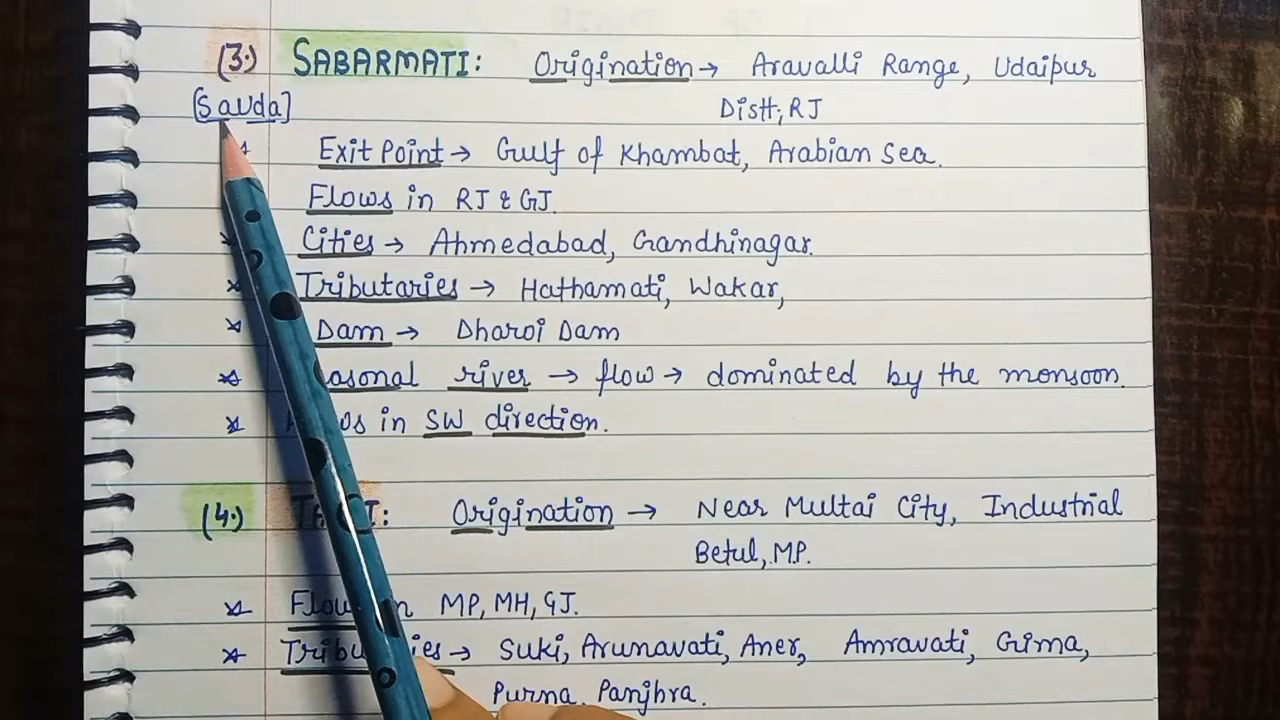 (3.) SABARMATI: Origination → Aravalli Range, Udaipur
[Sauda] Distt, RJ
Exit Point → Gulf of Khambat, Arabian Sea.
Flows in RJ & GJ.
Cities → Ahmedabad, Gandhinagar.
Tributaries → Hathamati, Wakar,
Dam → Dharoi Dam
river → flow → dominated by the monsoon.
in SW direction.
(4.) Origination → Near Multai City, Industrial
Betul, MP.
MP, MH, GJ.
→ Suki, Arunavati, Aner, Amravati, Girna,
Purna, Panjhra.